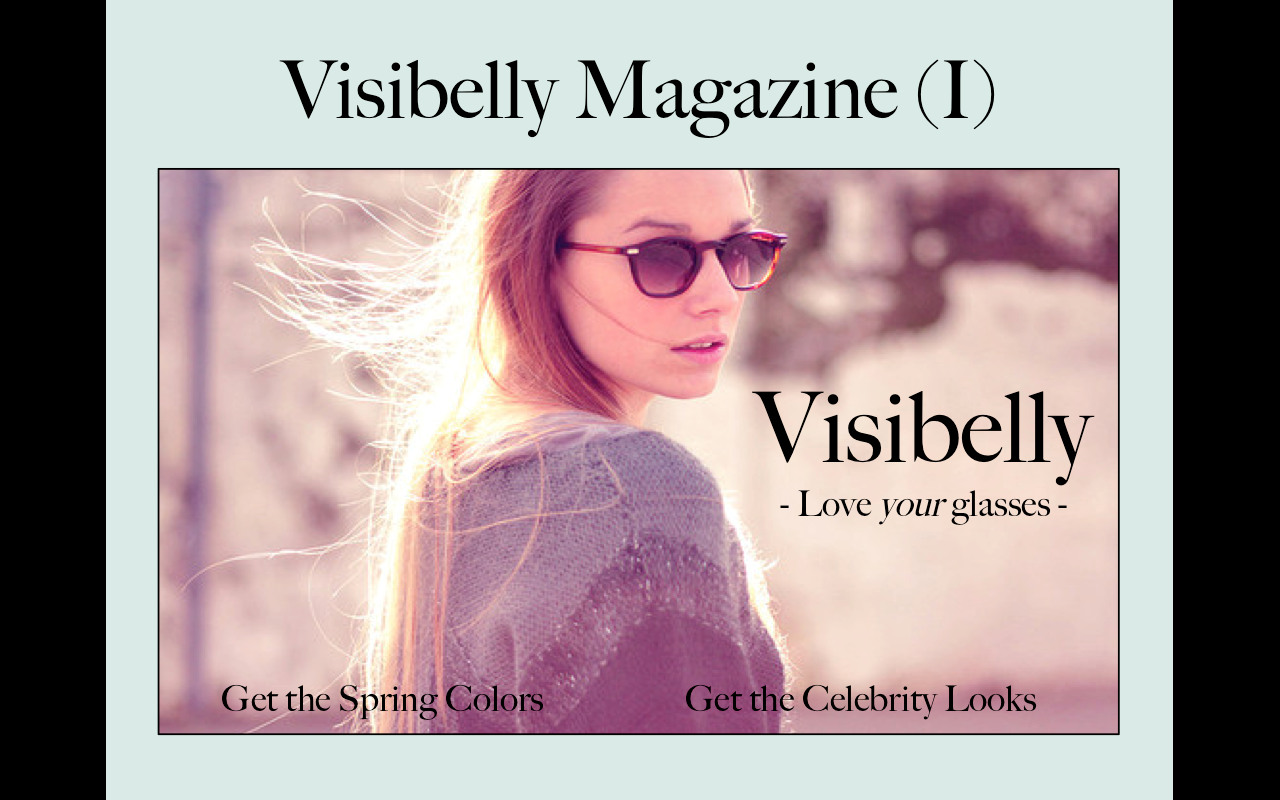 Visibelly Magazine (I)
Visibelly
- Love your glasses -
Get the Spring Colors
Get the Celebrity Looks